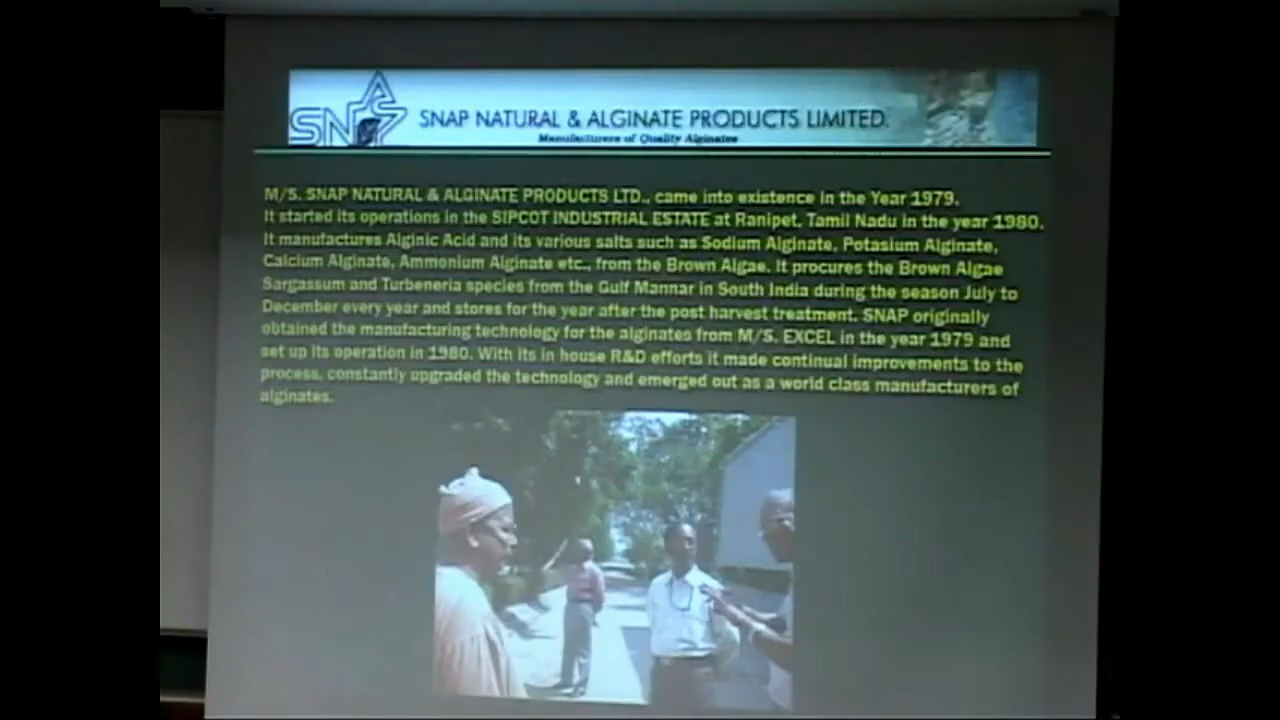 SNAP
SNAP NATURAL & ALGINATE PRODUCTS LIMITED.
Manufacturers of Quality Alginates
M/S. SNAP NATURAL & ALGINATE PRODUCTS LTD., came into existence in the Year 1979.
It started its operations in the SIPCOT INDUSTRIAL ESTATE at Ranipet, Tamil Nadu in the year 1980.
It manufactures Alginic Acid and its various salts such as Sodium Alginate, Potasium Alginate,
Calcium Alginate, Ammonium Alginate etc., from the Brown Algae. It procures the Brown Algae
Sargassum and Turbeneria species from the Gulf Mannar in South India during the season July to
December every year and stores for the year after the post harvest treatment. SNAP originally
obtained the manufacturing technology for the alginates from M/S. EXCEL in the year 1979 and
set up its operation in 1980. With its in house R&D efforts it made continual improvements to the
process, constantly upgraded the technology and emerged out as a world class manufacturers of
alginates.